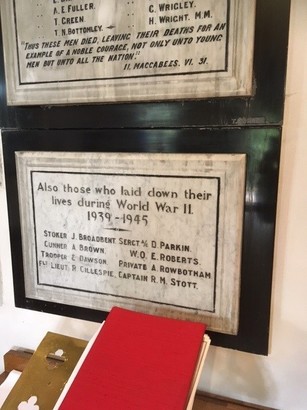 A. E. FULLER. " " G. WRIGLEY.
T. GREEN " " H. WRIGHT. M.M.
T. N. BOTTOMLEY.
"THUS THESE MEN DIED, LEAVING THEIR DEATHS FOR AN
EXAMPLE OF A NOBLE COURAGE, NOT ONLY UNTO YOUNG
MEN BUT UNTO ALL THE NATION."
II. MACCABEES. VI. 31.
Also those who laid down their
lives during World War II.
1939-1945
STOKER J. BROADBENT SERGT A/G D. PARKIN.
GUNNER A. BROWN W.O. E. ROBERTS.
TROOPER E. DAWSON PRIVATE A. ROWBOTHAM
FLT LIEUT. R. GILLESPIE, CAPTAIN R. M. STOTT.